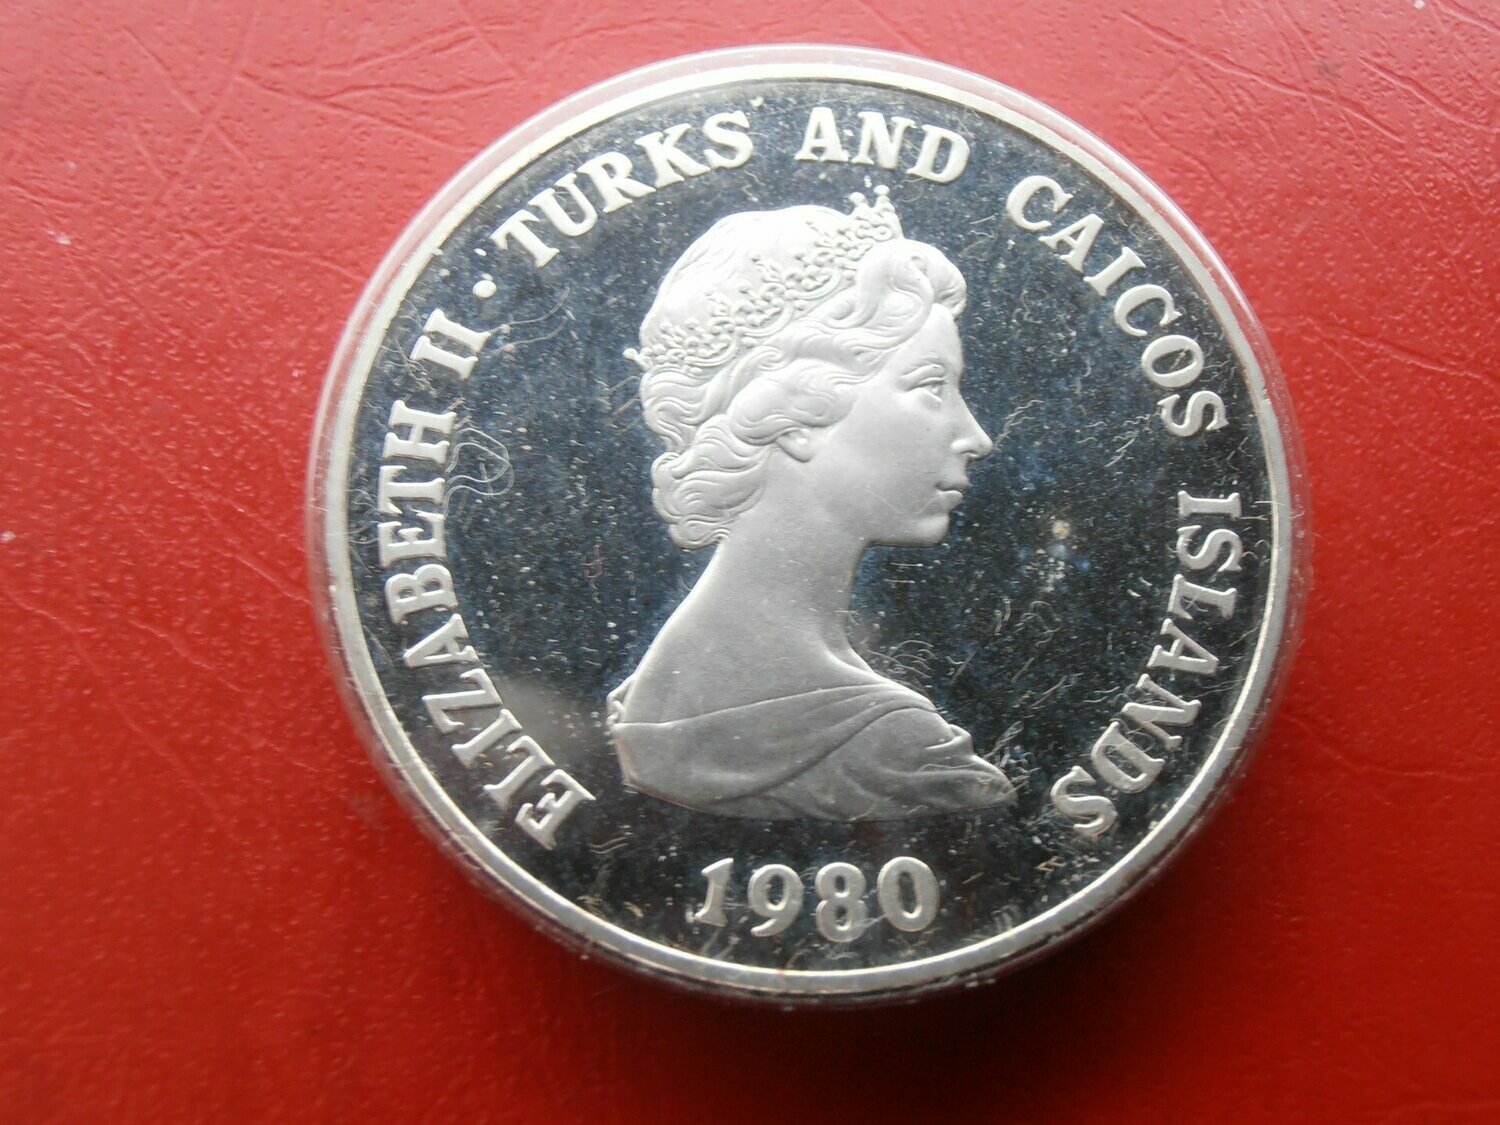 ELIZABETH II · TURKS AND CAICOS ISLANDS
1980